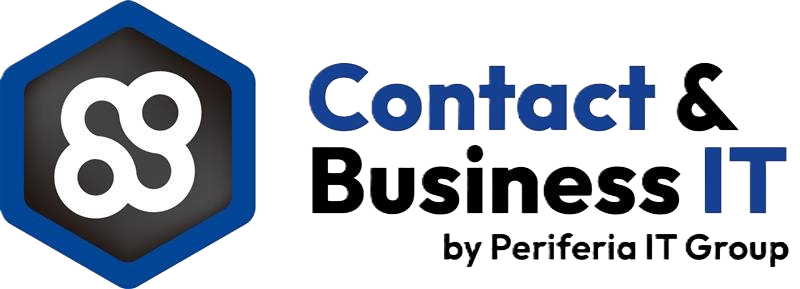 Contact &
Business IT
by Periferia IT Group